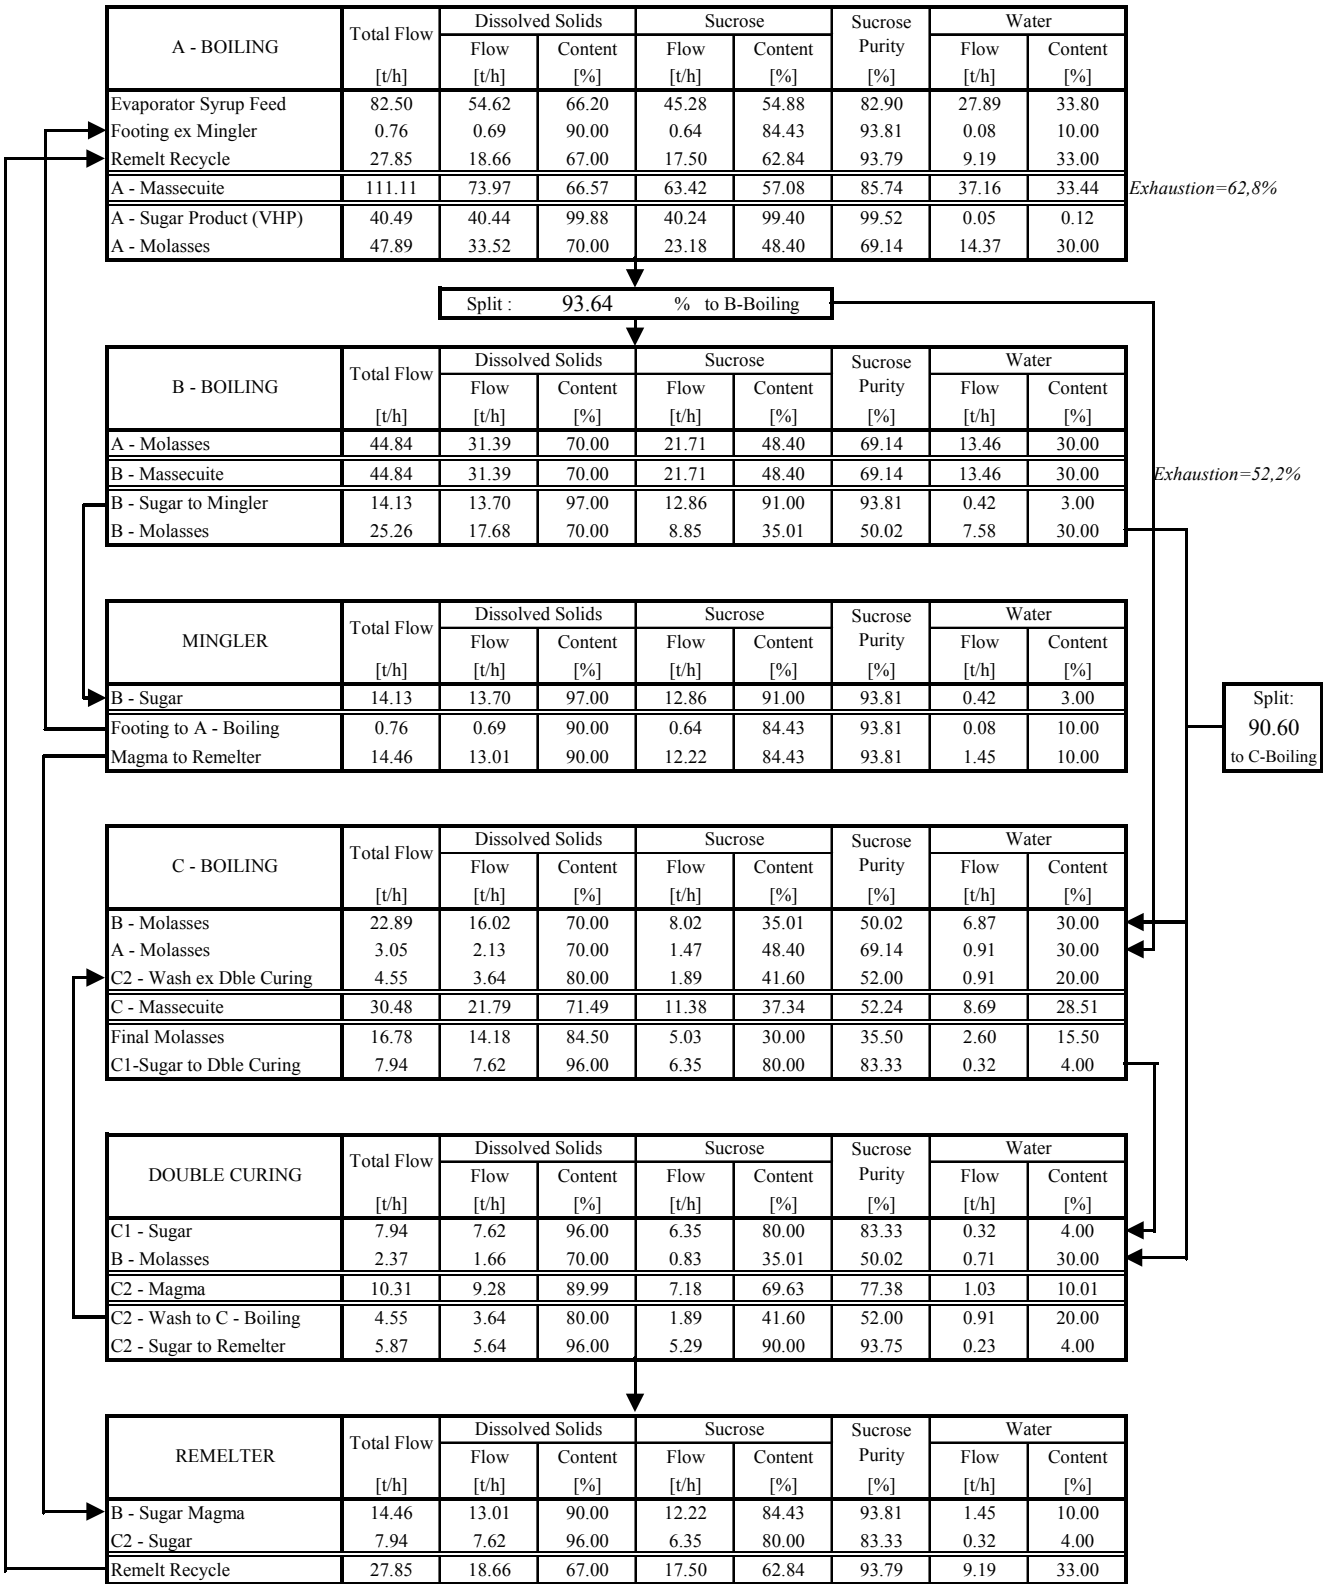 A - BOILING Total Flow Dissolved Solids Sucrose Sucrose Purity Water
Flow Content Flow Content Flow Content
[t/h] [t/h] [%] [t/h] [%] [%] [t/h] [%]
Evaporator Syrup Feed 82.50 54.62 66.20 45.28 54.88 82.90 27.89 33.80
Footing ex Mingler 0.76 0.69 90.00 0.64 84.43 93.81 0.08 10.00
Remelt Recycle 27.85 18.66 67.00 17.50 62.84 93.79 9.19 33.00
A - Massecuite 111.11 73.97 66.57 63.42 57.08 85.74 37.16 33.44 Exhaustion=62,8%
A - Sugar Product (VHP) 40.49 40.44 99.88 40.24 99.40 99.52 0.05 0.12
A - Molasses 47.89 33.52 70.00 23.18 48.40 69.14 14.37 30.00
Split : 93.64 % to B-Boiling
B - BOILING Total Flow Dissolved Solids Sucrose Sucrose Purity Water
Flow Content Flow Content Flow Content
[t/h] [t/h] [%] [t/h] [%] [%] [t/h] [%]
A - Molasses 44.84 31.39 70.00 21.71 48.40 69.14 13.46 30.00
B - Massecuite 44.84 31.39 70.00 21.71 48.40 69.14 13.46 30.00 Exhaustion=52,2%
B - Sugar to Mingler 14.13 13.70 97.00 12.86 91.00 93.81 0.42 3.00
B - Molasses 25.26 17.68 70.00 8.85 35.01 50.02 7.58 30.00
MINGLER Total Flow Dissolved Solids Sucrose Sucrose Purity Water
Flow Content Flow Content Flow Content
[t/h] [t/h] [%] [t/h] [%] [%] [t/h] [%]
B - Sugar 14.13 13.70 97.00 12.86 91.00 93.81 0.42 3.00
Footing to A - Boiling 0.76 0.69 90.00 0.64 84.43 93.81 0.08 10.00
Magma to Remelter 14.46 13.01 90.00 12.22 84.43 93.81 1.45 10.00
Split:
90.60
to C-Boiling
C - BOILING Total Flow Dissolved Solids Sucrose Sucrose Purity Water
Flow Content Flow Content Flow Content
[t/h] [t/h] [%] [t/h] [%] [%] [t/h] [%]
B - Molasses 22.89 16.02 70.00 8.02 35.01 50.02 6.87 30.00
A - Molasses 3.05 2.13 70.00 1.47 48.40 69.14 0.91 30.00
C2 - Wash ex Dble Curing 4.55 3.64 80.00 1.89 41.60 52.00 0.91 20.00
C - Massecuite 30.48 21.79 71.49 11.38 37.34 52.24 8.69 28.51
Final Molasses 16.78 14.18 84.50 5.03 30.00 35.50 2.60 15.50
C1-Sugar to Dble Curing 7.94 7.62 96.00 6.35 80.00 83.33 0.32 4.00
DOUBLE CURING Total Flow Dissolved Solids Sucrose Sucrose Purity Water
Flow Content Flow Content Flow Content
[t/h] [t/h] [%] [t/h] [%] [%] [t/h] [%]
C1 - Sugar 7.94 7.62 96.00 6.35 80.00 83.33 0.32 4.00
B - Molasses 2.37 1.66 70.00 0.83 35.01 50.02 0.71 30.00
C2 - Magma 10.31 9.28 89.99 7.18 69.63 77.38 1.03 10.01
C2 - Wash to C - Boiling 4.55 3.64 80.00 1.89 41.60 52.00 0.91 20.00
C2 - Sugar to Remelter 5.87 5.64 96.00 5.29 90.00 93.75 0.23 4.00
REMELTER Total Flow Dissolved Solids Sucrose Sucrose Purity Water
Flow Content Flow Content Flow Content
[t/h] [t/h] [%] [t/h] [%] [%] [t/h] [%]
B - Sugar Magma 14.46 13.01 90.00 12.22 84.43 93.81 1.45 10.00
C2 - Sugar 7.94 7.62 96.00 6.35 80.00 83.33 0.32 4.00
Remelt Recycle 27.85 18.66 67.00 17.50 62.84 93.79 9.19 33.00